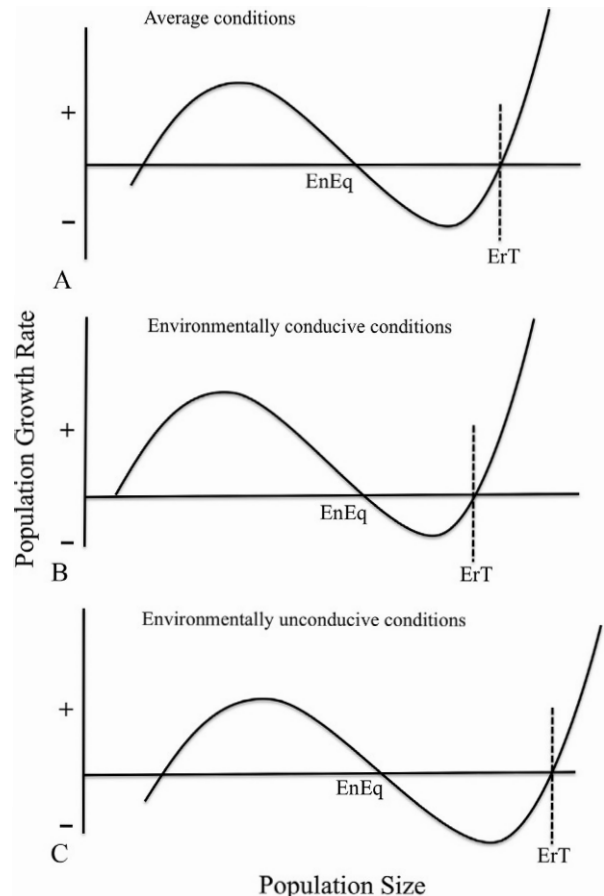 Average conditions
+
EnEq
−
ErT
A
Environmentally conducive conditions
+
EnEq
−
ErT
B
Environmentally unconducive conditions
+
EnEq
−
ErT
C
Population Growth Rate
Population Size